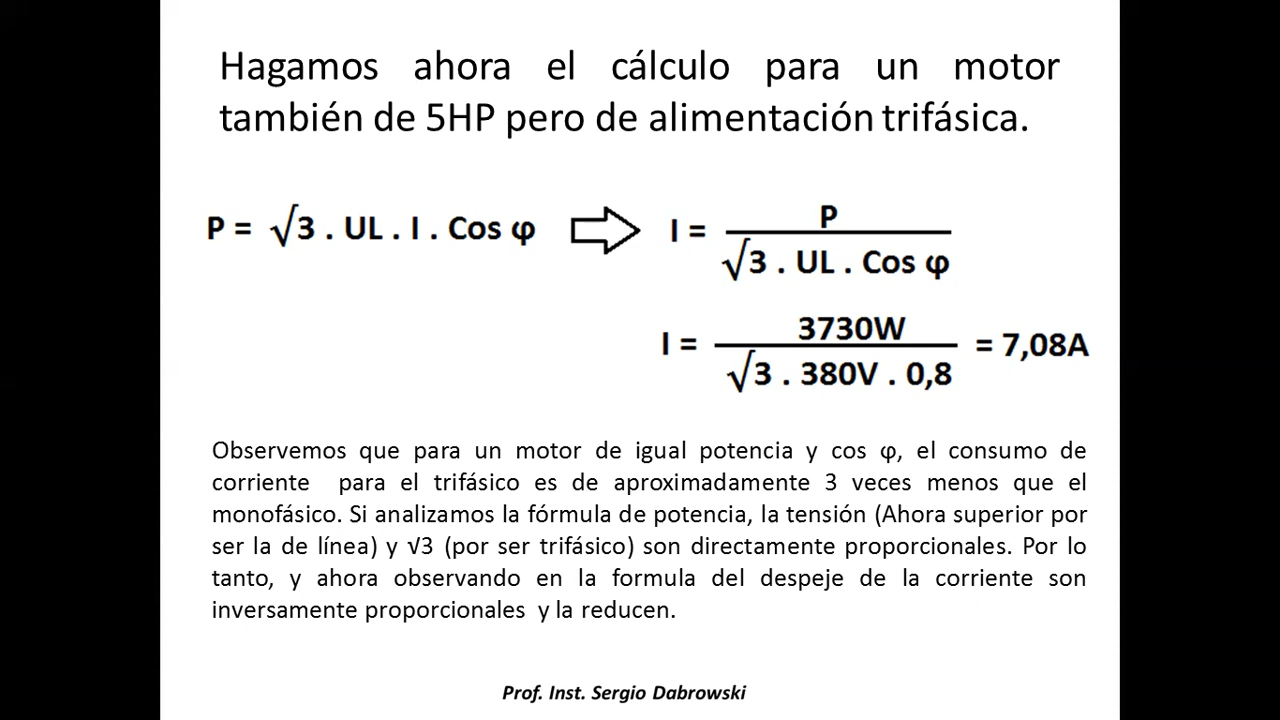 Hagamos ahora el cálculo para un motor
también de 5HP pero de alimentación trifásica.
P = √3 . UL . I . Cos φ
I = P
√3 . UL . Cos φ
I = 3730W
√3 . 380V . 0,8
= 7,08A
Observemos que para un motor de igual potencia y cos φ, el consumo de
corriente para el trifásico es de aproximadamente 3 veces menos que el
monofásico. Si analizamos la fórmula de potencia, la tensión (Ahora superior por
ser la de línea) y √3 (por ser trifásico) son directamente proporcionales. Por lo
tanto, y ahora observando en la formula del despeje de la corriente son
inversamente proporcionales y la reducen.
Prof. Inst. Sergio Dabrowski